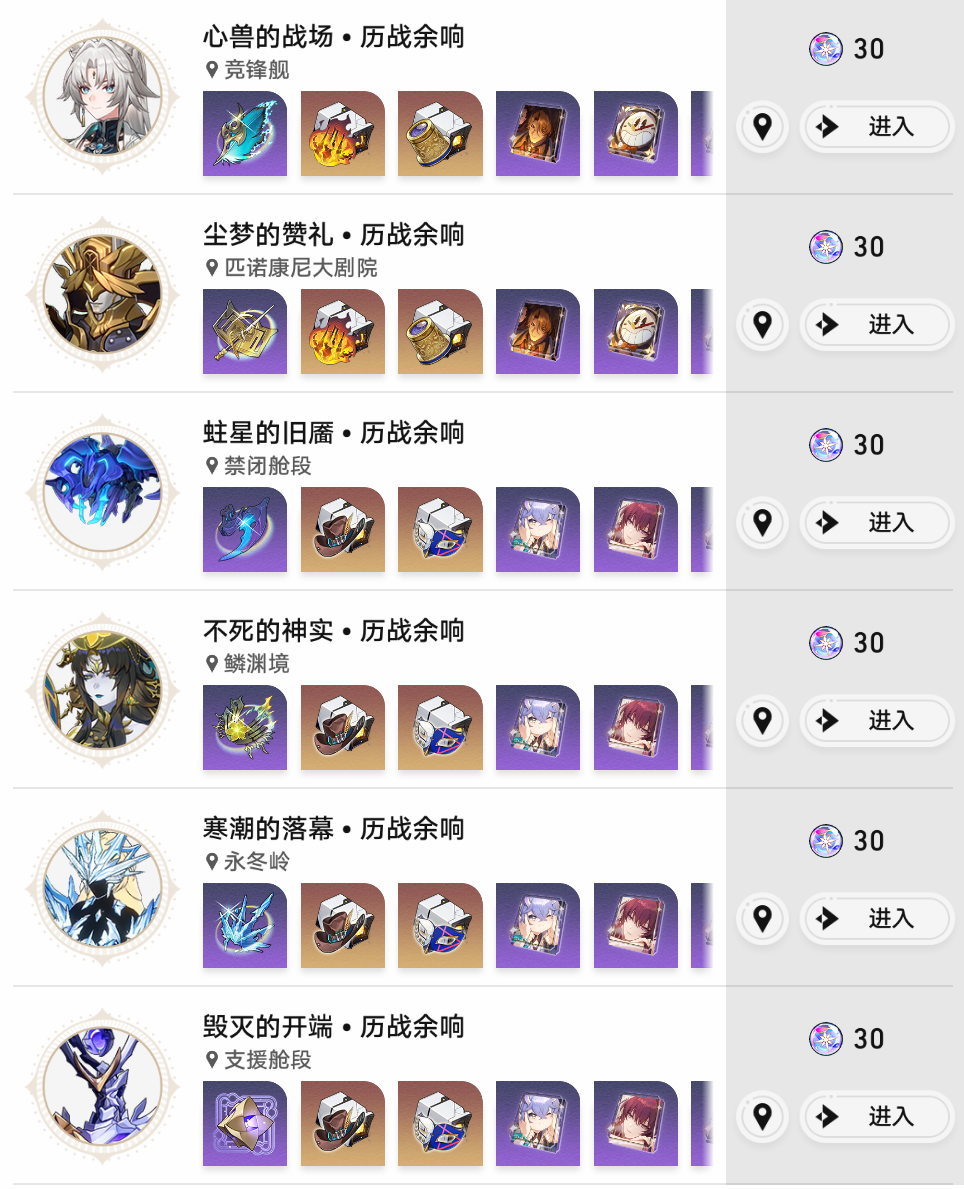 心兽的战场 • 历战余响
竞锋舰
30
进入
尘梦的赞礼 • 历战余响
匹诺康尼大剧院
30
进入
蛀星的旧靥 • 历战余响
禁闭舱段
30
进入
不死的神实 • 历战余响
鳞渊境
30
进入
寒潮的落幕 • 历战余响
永冬岭
30
进入
毁灭的开端 • 历战余响
支援舱段
30
进入